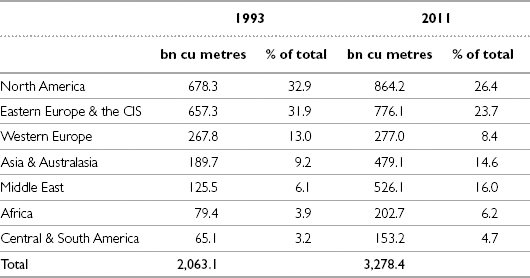 1993 2011
bn cu metres % of total bn cu metres % of total
North America 678.3 32.9 864.2 26.4
Eastern Europe & the CIS 657.3 31.9 776.1 23.7
Western Europe 267.8 13.0 277.0 8.4
Asia & Australasia 189.7 9.2 479.1 14.6
Middle East 125.5 6.1 526.1 16.0
Africa 79.4 3.9 202.7 6.2
Central & South America 65.1 3.2 153.2 4.7
Total 2,063.1 3,278.4